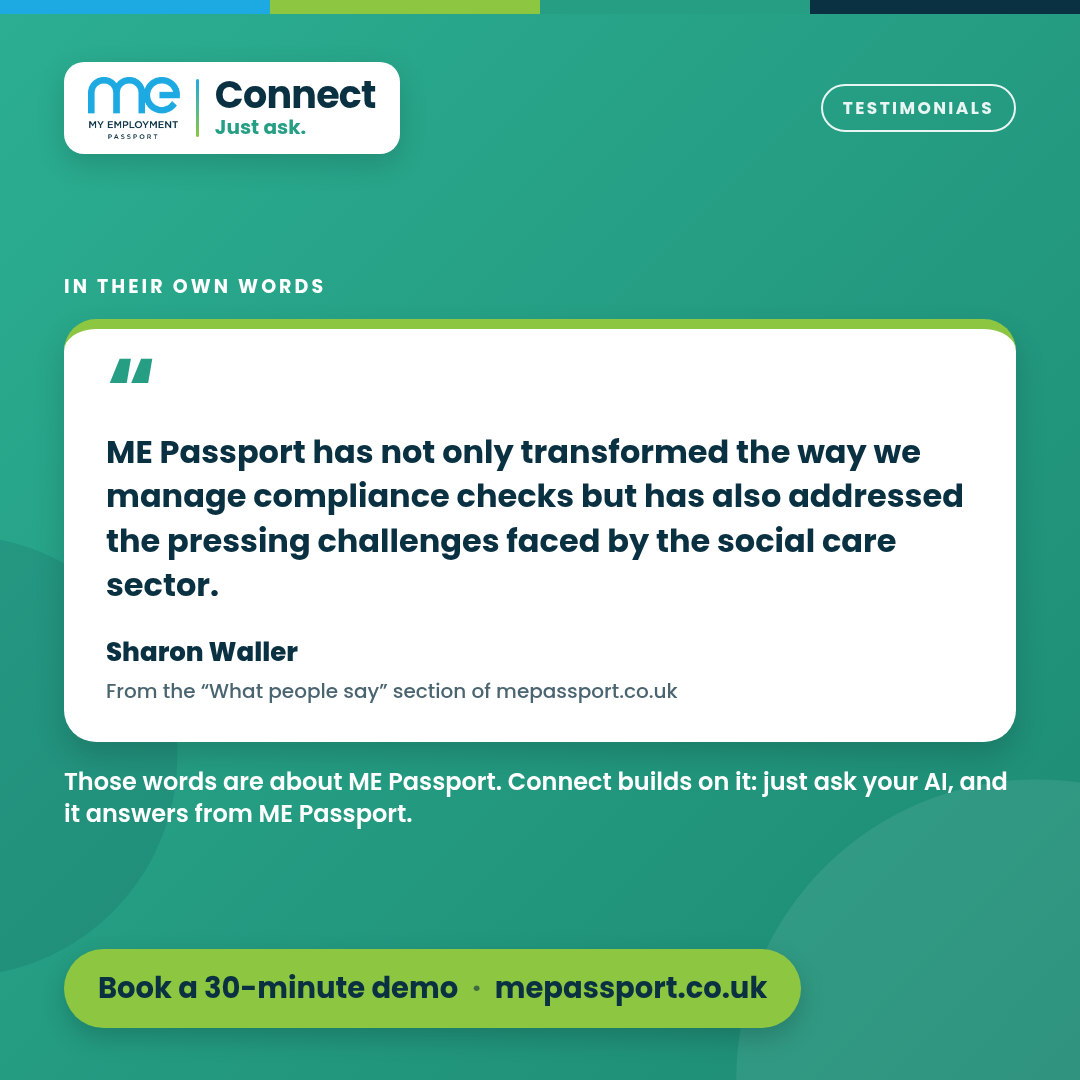 me
MY EMPLOYMENT
PASSPORT
Connect
Just ask.
TESTIMONIALS
IN THEIR OWN WORDS
“
ME Passport has not only transformed the way we
manage compliance checks but has also addressed
the pressing challenges faced by the social care
sector.
Sharon Waller
From the “What people say” section of mepassport.co.uk
Those words are about ME Passport. Connect builds on it: just ask your AI, and
it answers from ME Passport.
Book a 30-minute demo · mepassport.co.uk